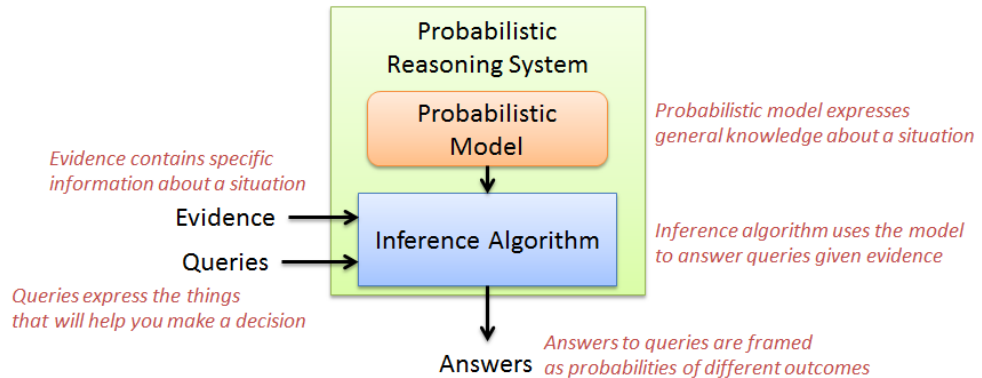 Probabilistic
Reasoning System
Probabilistic
Model
Probabilistic model expresses
general knowledge about a situation
Evidence contains specific
information about a situation
Evidence
Inference Algorithm
Inference algorithm uses the model
to answer queries given evidence
Queries
Queries express the things
that will help you make a decision
Answers
Answers to queries are framed
as probabilities of different outcomes